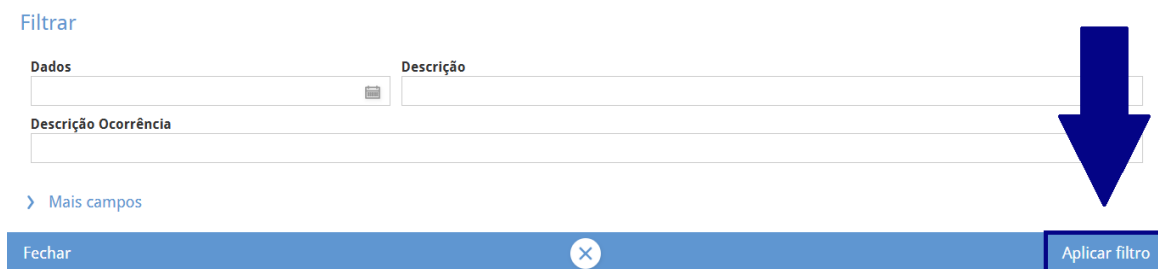 Filtrar
Dados Descrição
Descrição Ocorrência
Mais campos
Fechar Aplicar filtro